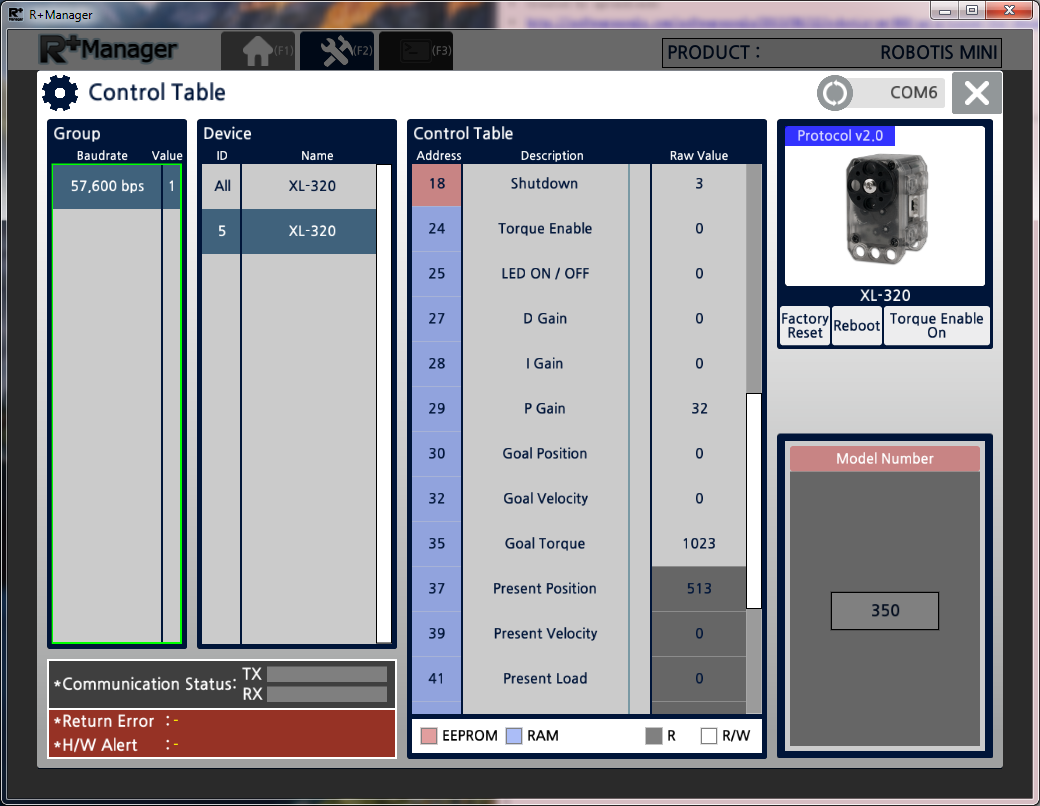 R+Manager
R+Manager
(F1)
(F2)
(F3)
PRODUCT : ROBOTIS MINI
Control Table
COM6
Group
Baudrate Value
57,600 bps 1
Device
ID Name
All XL-320
5 XL-320
Control Table
Address Description Raw Value
18 Shutdown 3
24 Torque Enable 0
25 LED ON / OFF 0
27 D Gain 0
28 I Gain 0
29 P Gain 32
30 Goal Position 0
32 Goal Velocity 0
35 Goal Torque 1023
37 Present Position 513
39 Present Velocity 0
41 Present Load 0
EEPROM RAM R R/W
Protocol v2.0
XL-320
Factory Reset
Reboot
Torque Enable On
Model Number
350
*Communication Status: TX
RX
*Return Error : -
*H/W Alert : -